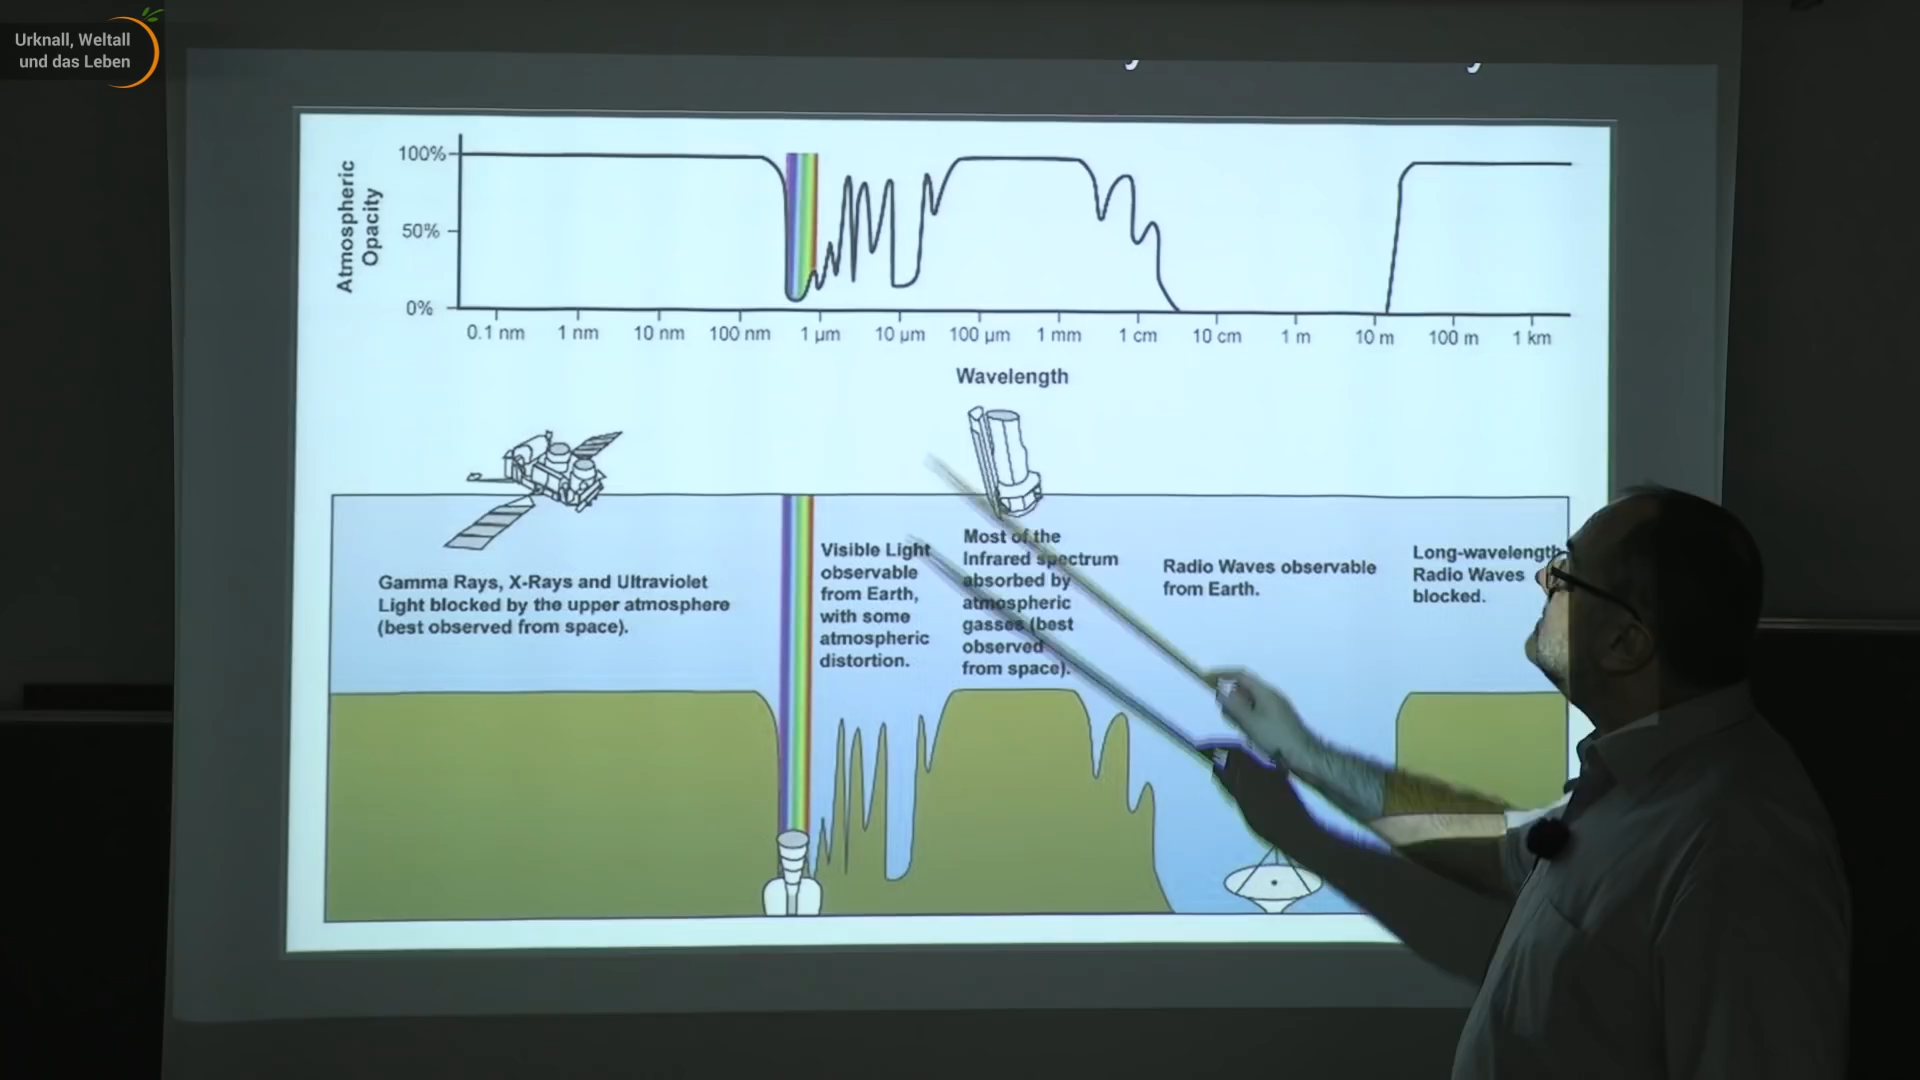 Urknall, Weltall
und das Leben
Atmospheric
Opacity
100%
50%
0%
0.1 nm 1 nm 10 nm 100 nm 1 µm 10 µm 100 µm 1 mm 1 cm 10 cm 1 m 10 m 100 m 1 km
Wavelength
Gamma Rays, X-Rays and Ultraviolet
Light blocked by the upper atmosphere
(best observed from space).
Visible Light
observable
from Earth,
with some
atmospheric
distortion.
Most of the
Infrared spectrum
absorbed by
atmospheric
gasses (best
observed
from space).
Radio Waves observable
from Earth.
Long-wavelength
Radio Waves
blocked.